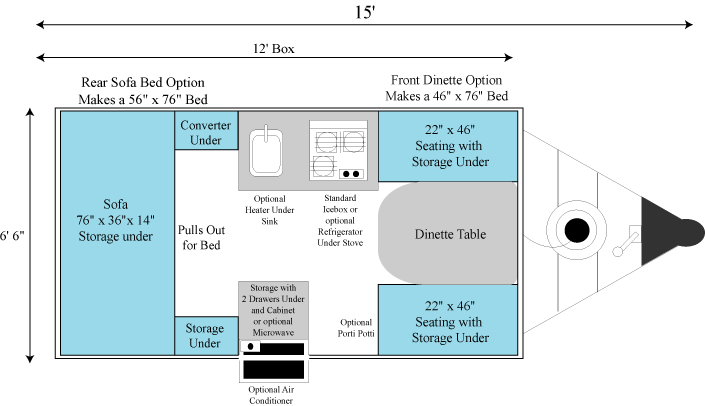 15'
12' Box
Rear Sofa Bed Option
Makes a 56" x 76" Bed
Front Dinette Option
Makes a 46" x 76" Bed
6' 6"
Sofa
76" x 36"x 14"
Storage under
Converter
Under
Pulls Out
for Bed
Storage
Under
Optional
Heater Under
Sink
Standard
Icebox or
optional
Refrigerator
Under Stove
22" x 46"
Seating with
Storage Under
Dinette Table
Storage with
2 Drawers Under
and Cabinet
or optional
Microwave
Optional
Porti Potti
22" x 46"
Seating with
Storage Under
Optional Air
Conditioner